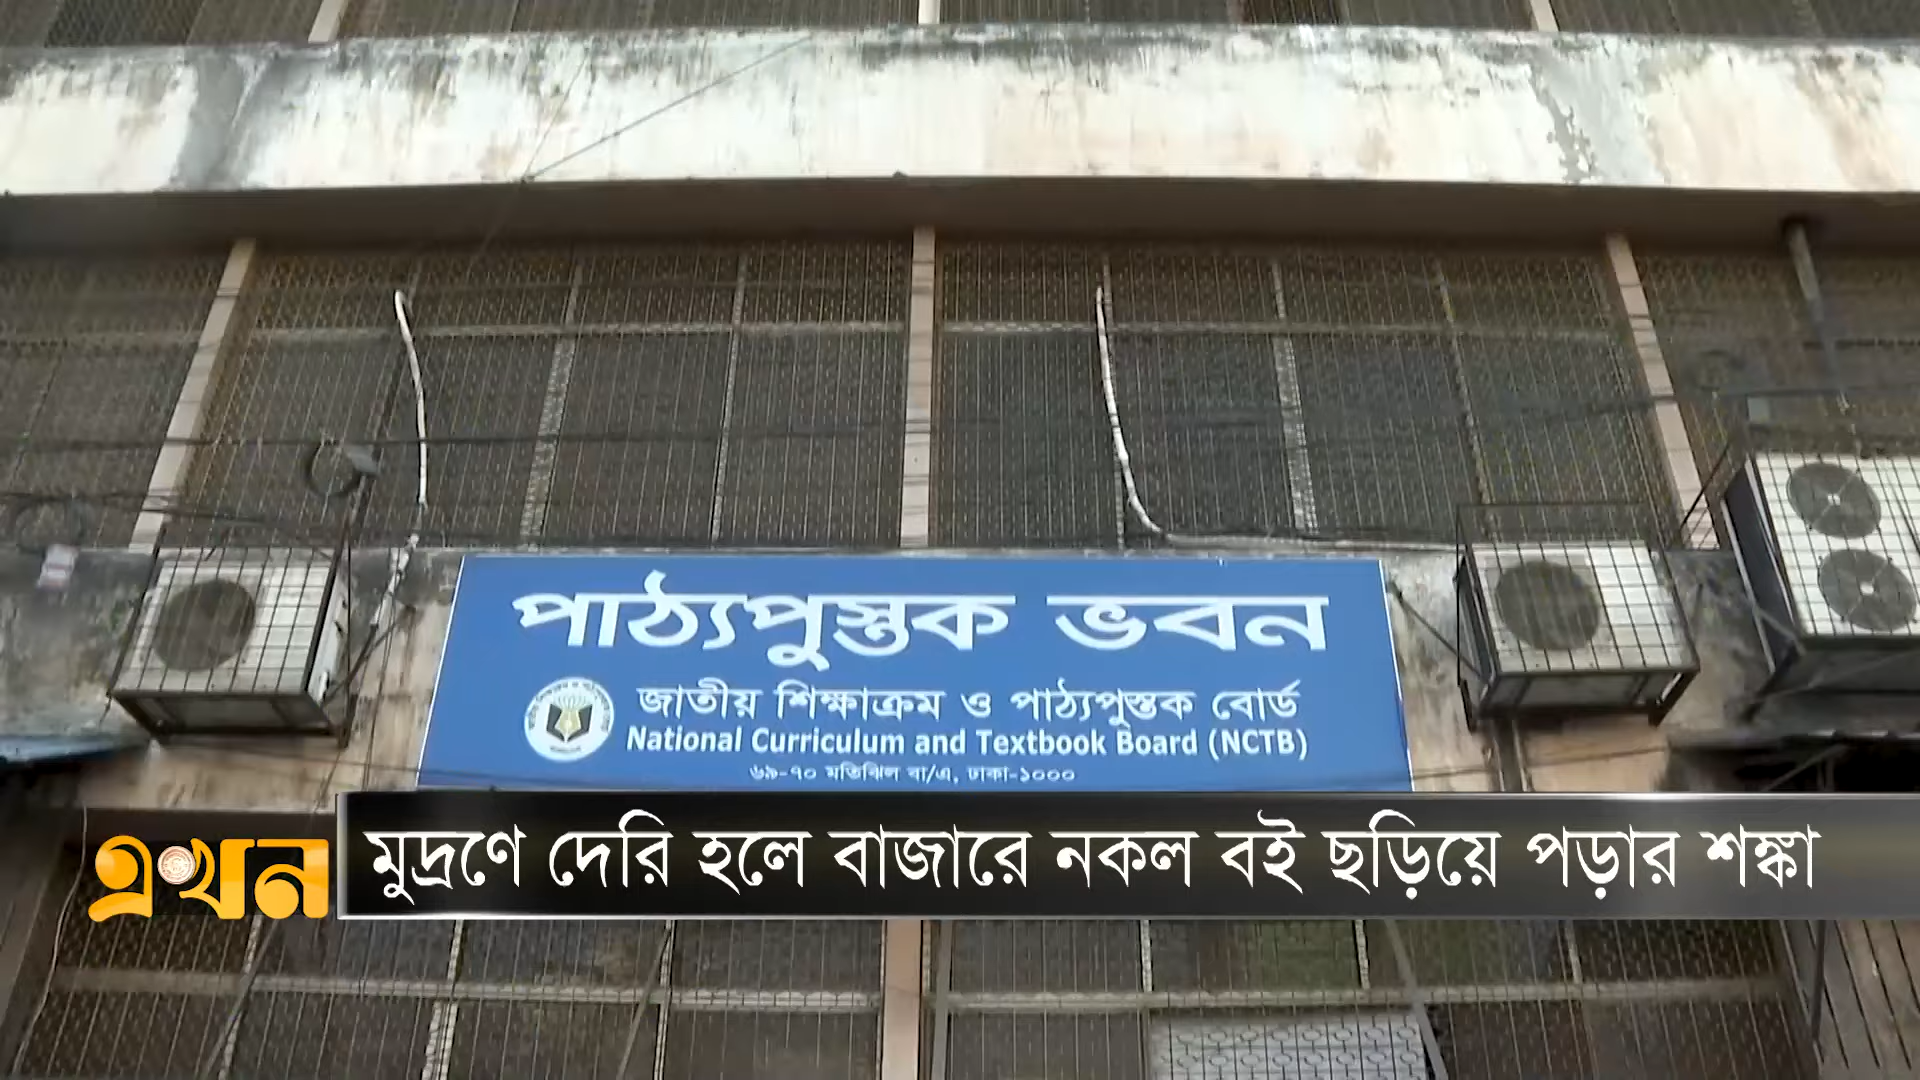 পাঠ্যপুস্তক ভবন
জাতীয় শিক্ষাক্রম ও পাঠ্যপুস্তক বোর্ড
National Curriculum and Textbook Board (NCTB)
৬৯-৭০ মতিঝিল বা/এ, ঢাকা-১০০০
এখন
মুদ্রণে দেরি হলে বাজারে নকল বই ছড়িয়ে পড়ার শঙ্কা